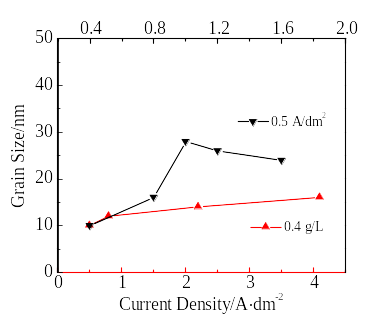 0.4 0.8 1.2 1.6 2.0
50
40
30
20
10
0
Grain Size/nm
0.5 A/dm²
0.4 g/L
0 1 2 3 4
Current Density/A·dm⁻²